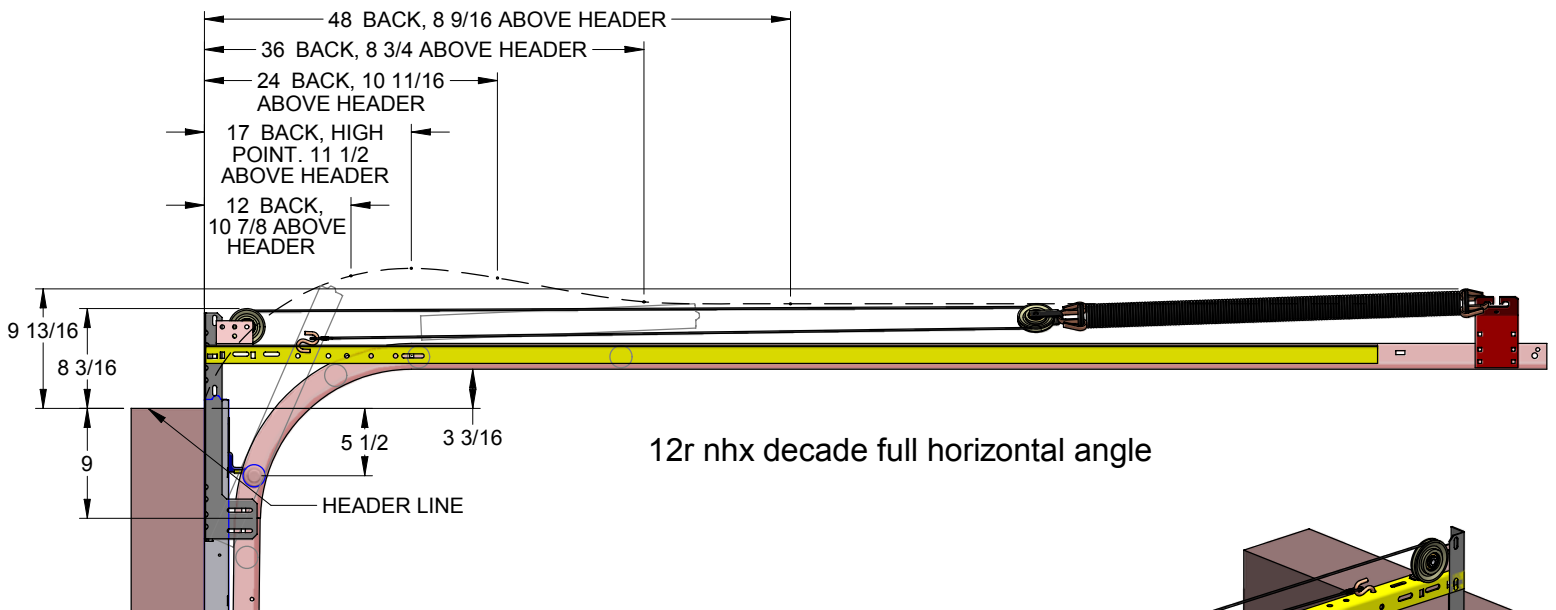 48 BACK, 8 9/16 ABOVE HEADER
36 BACK, 8 3/4 ABOVE HEADER
24 BACK, 10 11/16
ABOVE HEADER
17 BACK, HIGH
POINT. 11 1/2
ABOVE HEADER
12 BACK,
10 7/8 ABOVE
HEADER
9 13/16
8 3/16
9
5 1/2
3 3/16
HEADER LINE
12r nhx decade full horizontal angle